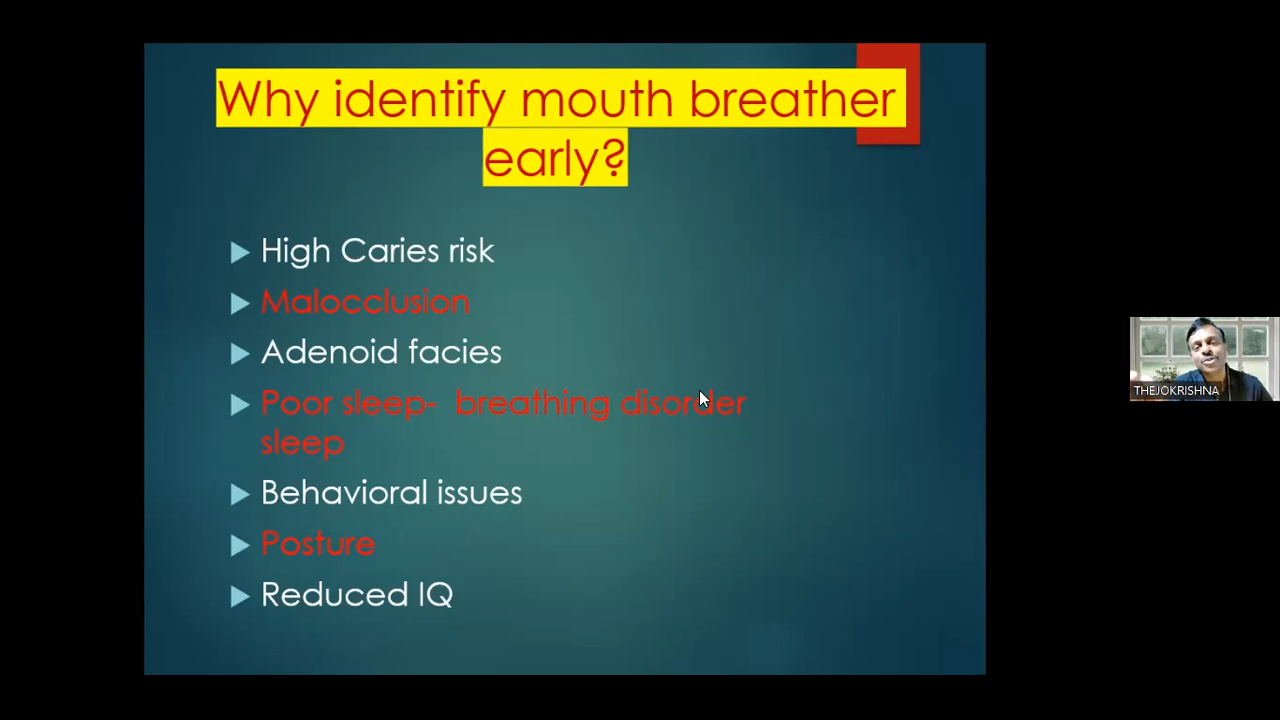 Why identify mouth breather
early?
High Caries risk
Malocclusion
Adenoid facies
Poor sleep- breathing disorder
sleep
Behavioral issues
Posture
Reduced IQ
THEJOKRISHNA